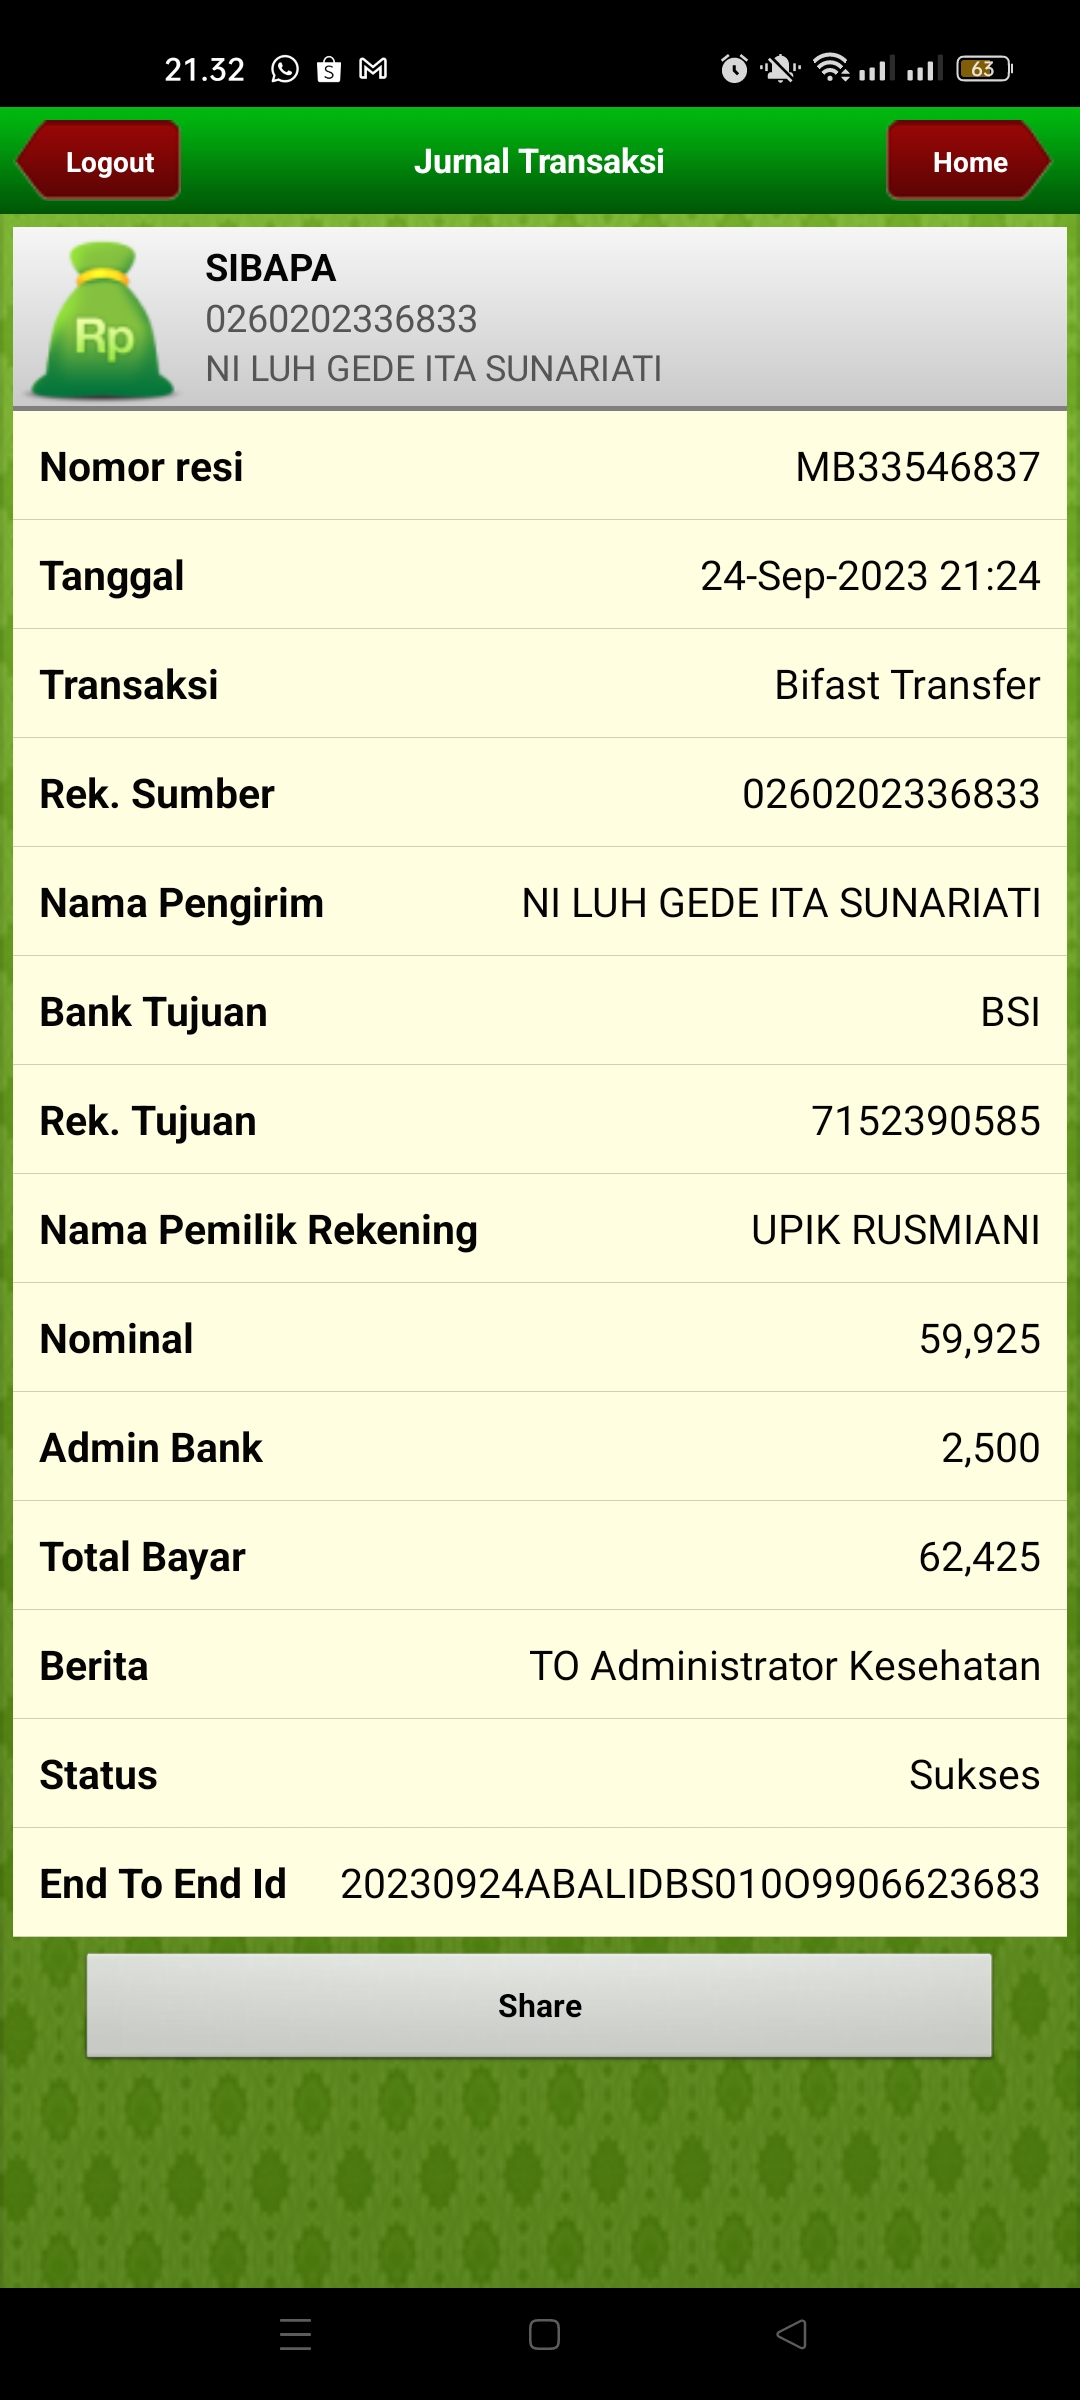 21.32
63
Logout
Jurnal Transaksi
Home
Rp
SIBAPA
0260202336833
NI LUH GEDE ITA SUNARIATI
Nomor resi MB33546837
Tanggal 24-Sep-2023 21:24
Transaksi Bifast Transfer
Rek. Sumber 0260202336833
Nama Pengirim NI LUH GEDE ITA SUNARIATI
Bank Tujuan BSI
Rek. Tujuan 7152390585
Nama Pemilik Rekening UPIK RUSMIANI
Nominal 59,925
Admin Bank 2,500
Total Bayar 62,425
Berita TO Administrator Kesehatan
Status Sukses
End To End Id 20230924ABALIDBS010O9906623683
Share